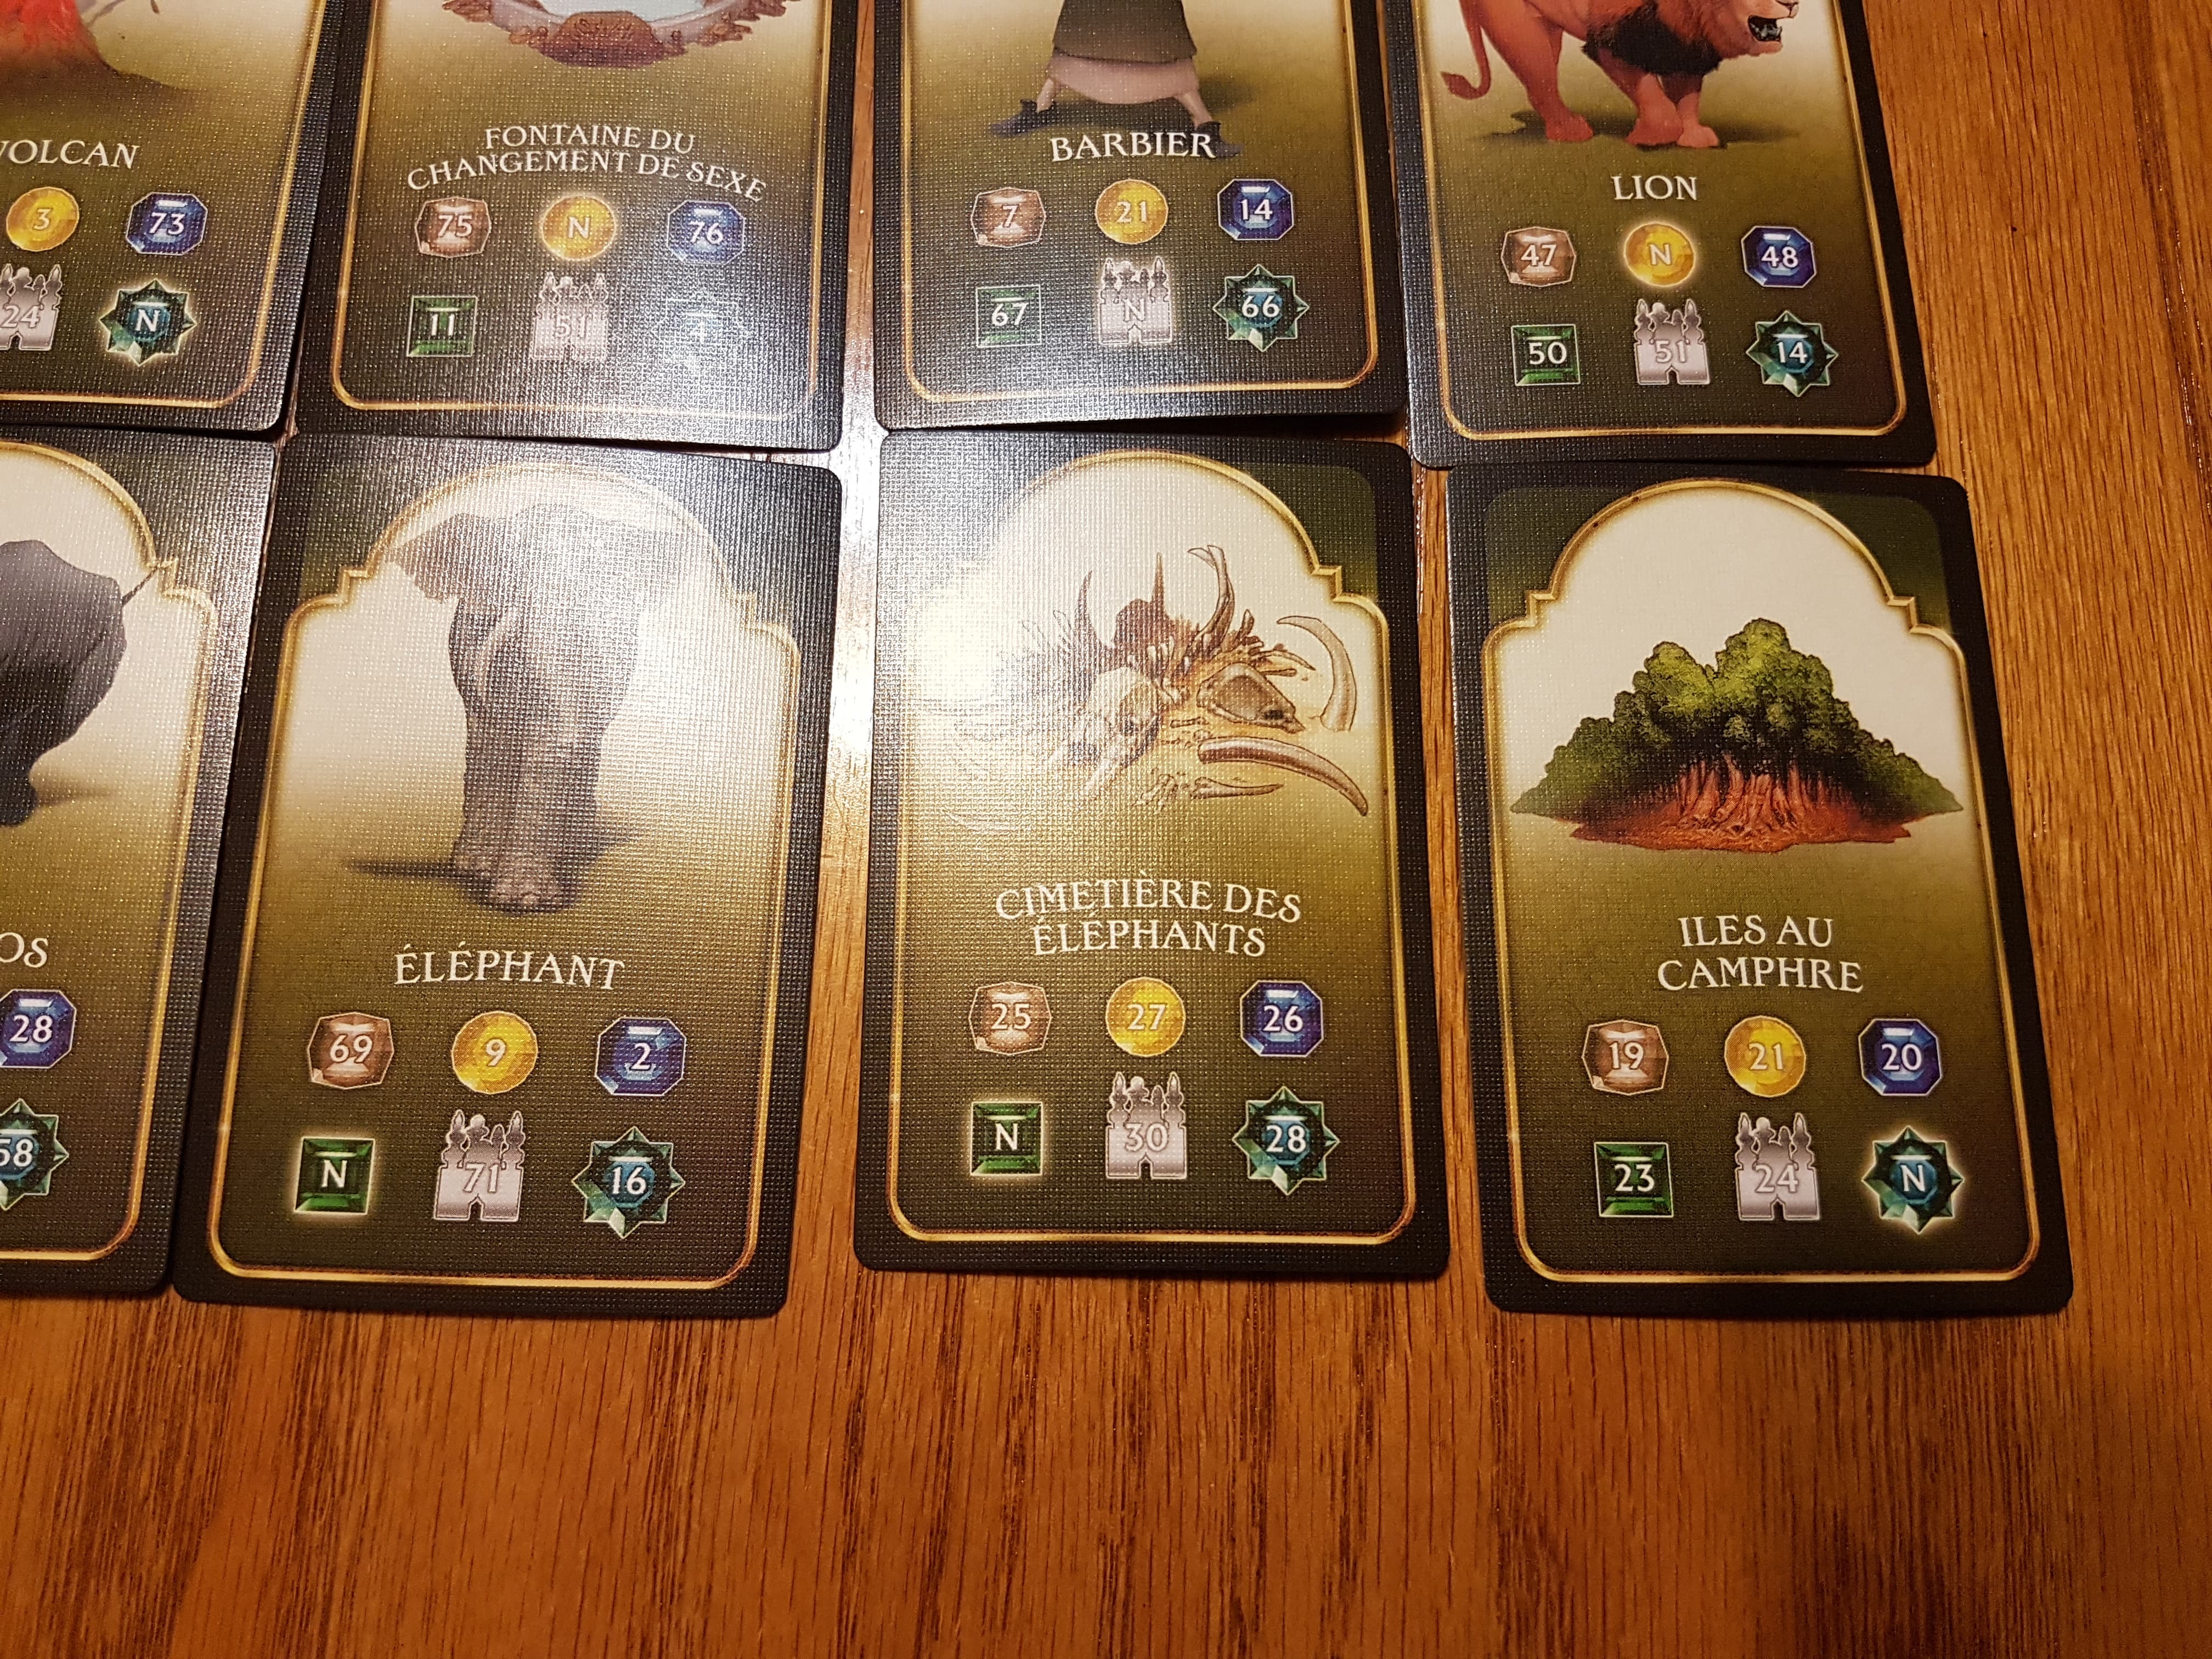 VOLCAN
3 73
24 N
FONTAINE DU
CHANGEMENT DE SEXE
75 N 76
11 51 4
BARBIER
7 21 14
67 N 66
LION
47 N 48
50 51 14
OS
28
58
ÉLÉPHANT
69 9 2
N 71 16
CIMETIÈRE DES
ÉLÉPHANTS
25 27 26
N 30 28
ILES AU
CAMPHRE
19 21 20
23 24 N